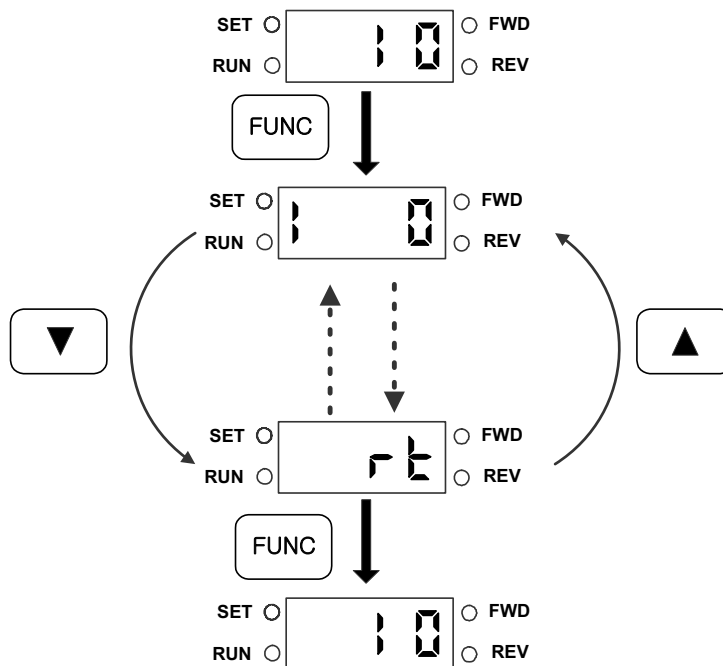 SET 10 FWD
RUN REV
FUNC
SET 1 0 FWD
RUN REV
▼ ▲
SET rt FWD
RUN REV
FUNC
SET 10 FWD
RUN REV